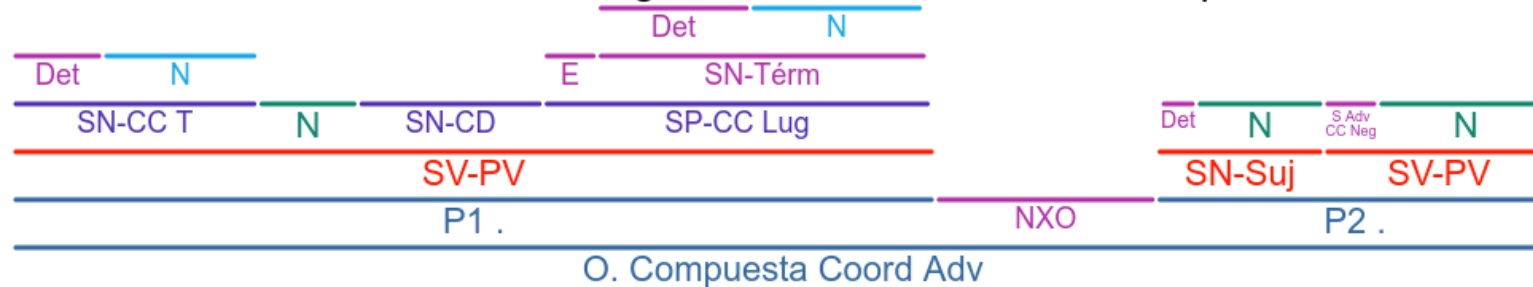 Det N
Det N E SN-Térm
SN-CC T N SN-CD SP-CC Lug Det N S Adv CC Neg N
SV-PV SN-Suj SV-PV
P1 . NXO P2 .
O. Compuesta Coord Adv